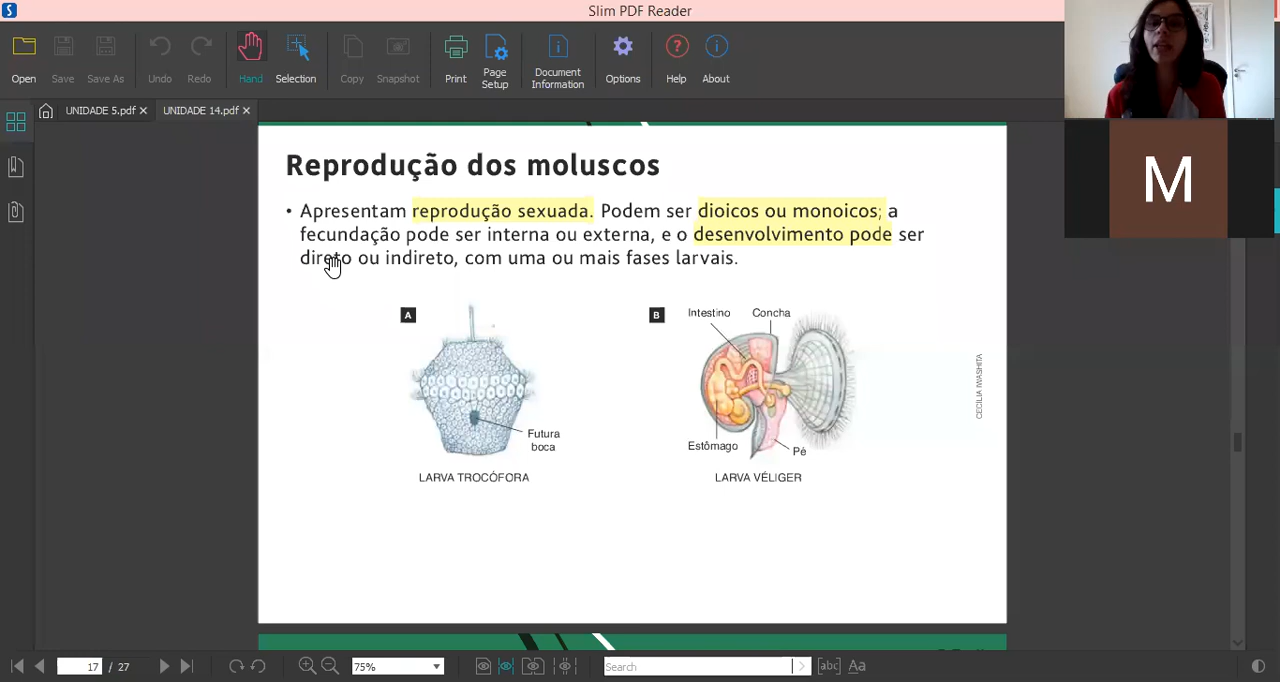 Slim PDF Reader
Open
Save
Save As
Undo
Redo
Hand
Selection
Copy
Snapshot
Print
Page
Setup
Document
Information
Options
Help
About
UNIDADE 5.pdf
UNIDADE 14.pdf
M
Reprodução dos moluscos
• Apresentam reprodução sexuada. Podem ser dioicos ou monoicos; a
fecundação pode ser interna ou externa, e o desenvolvimento pode ser
direto ou indireto, com uma ou mais fases larvais.
A
Futura
boca
LARVA TROCÓFORA
B
Intestino
Concha
Estômago
Pé
LARVA VÉLIGER
CECILIA IWASHITA
17 / 27
75%
Search
[abc]
Aa